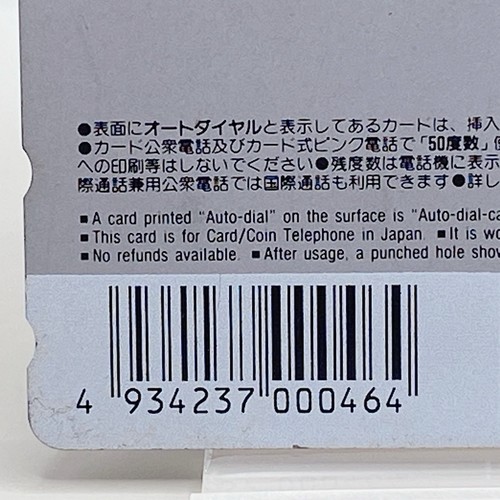 ●表面にオートダイヤルと表示してあるカードは、挿入
●カード公衆電話及びカード式ピンク電話で「50度数」使
への印刷等はしないでください●残度数は電話機に表示
際通話兼用公衆電話では国際通話も利用できます●詳し
■ A card printed “Auto-dial” on the surface is “Auto-dial-ca
■ This card is for Card/Coin Telephone in Japan. ■ It is wo
■ No refunds available. ■ After usage, a punched hole show
4 934237 000464